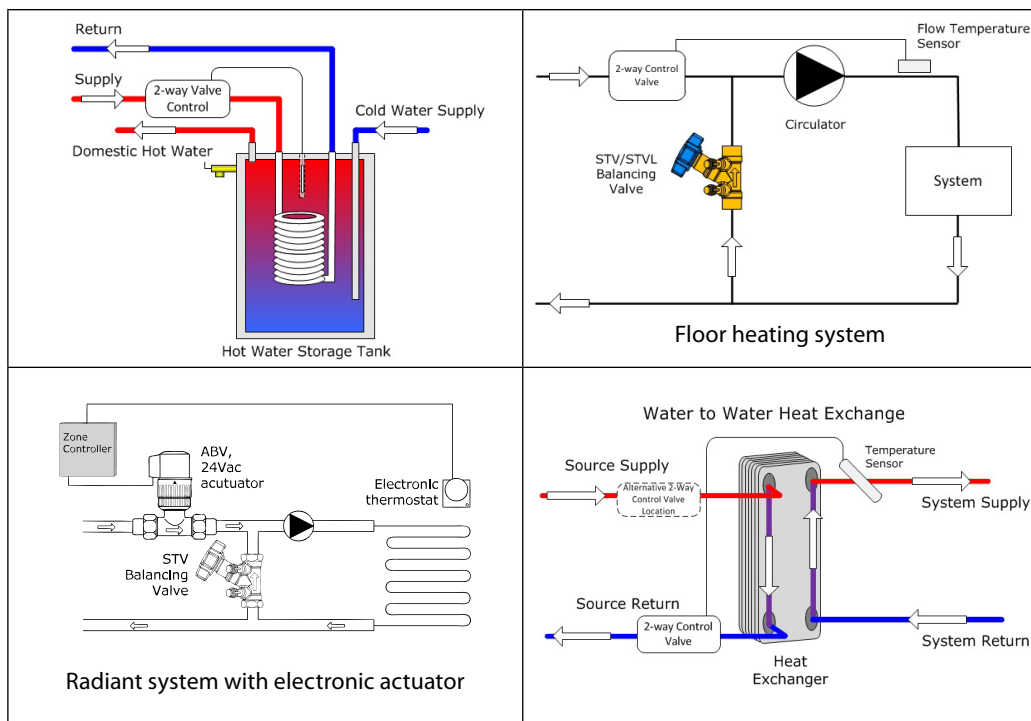 Return
Supply
2-way Valve
Control
Cold Water Supply
Domestic Hot Water
Hot Water Storage Tank
Flow Temperature
Sensor
2-way Control
Valve
Circulator
STV/STVL
Balancing
Valve
System
Floor heating system
Zone
Controller
ABV,
24Vac
acutuator
Electronic
thermostat
STV
Balancing
Valve
Radiant system with electronic actuator
Water to Water Heat Exchange
Temperature
Sensor
Source Supply
Alternative 2-Way
Control Valve
Location
System Supply
Source Return
2-way Control
Valve
System Return
Heat
Exchanger